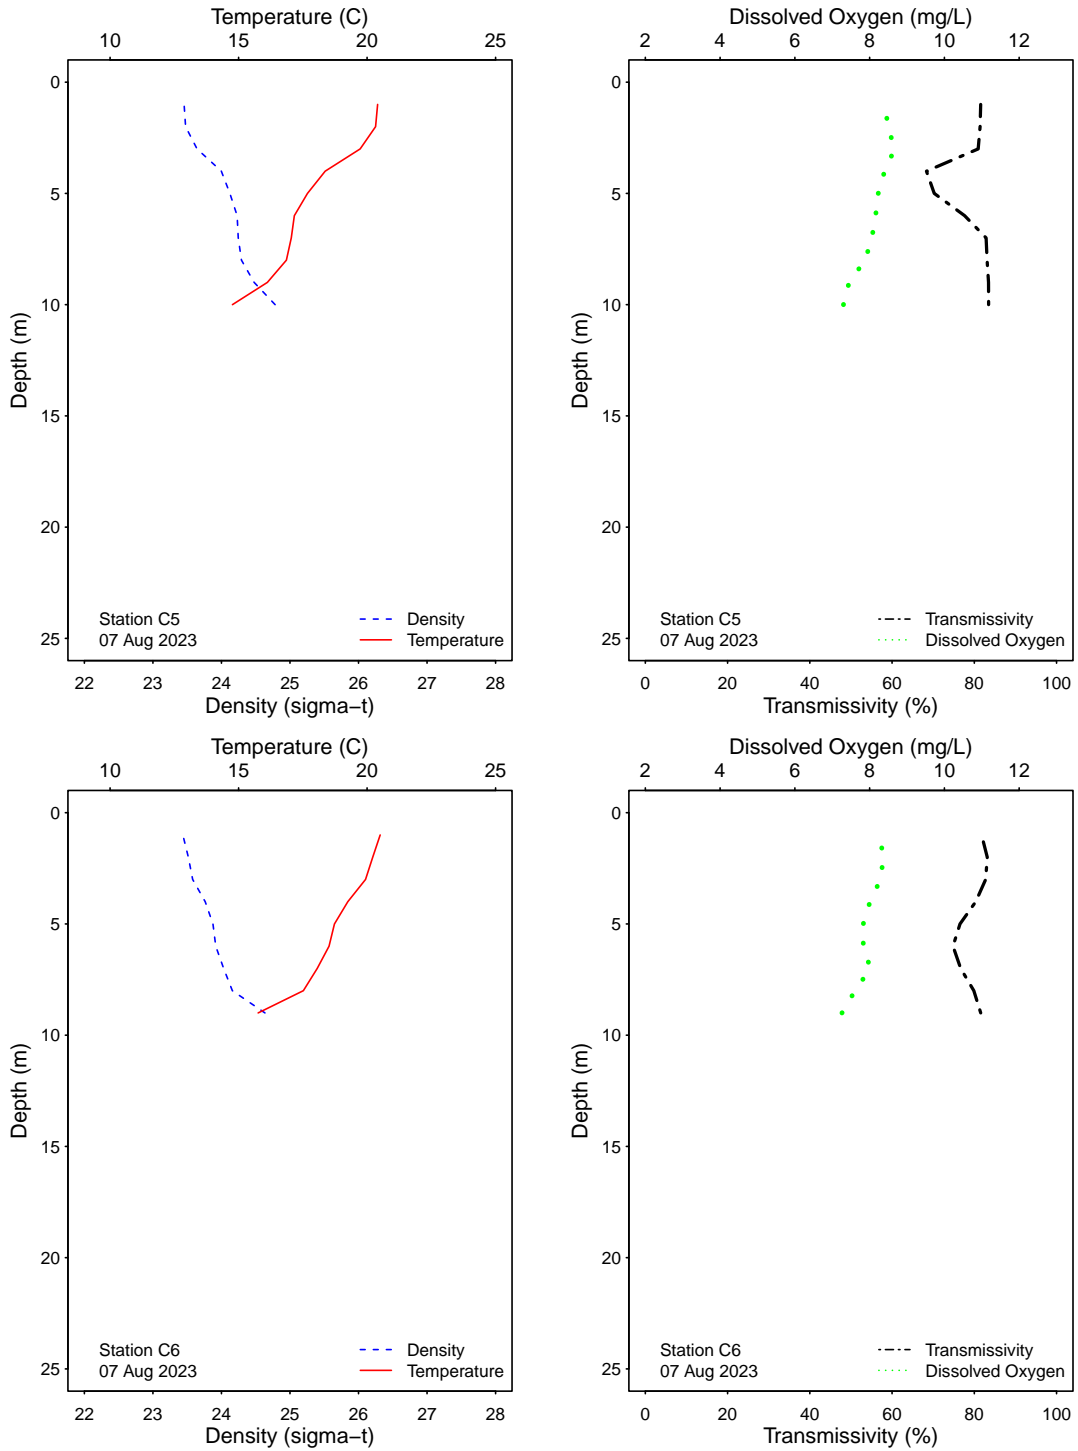 Temperature (C)
10 15 20 25
0
5
10
15
20
25
Depth (m)
Station C5
07 Aug 2023
Density
Temperature
22 23 24 25 26 27 28
Density (sigma−t)
Dissolved Oxygen (mg/L)
2 4 6 8 10 12
0
5
10
15
20
25
Depth (m)
Station C5
07 Aug 2023
Transmissivity
Dissolved Oxygen
0 20 40 60 80 100
Transmissivity (%)
Temperature (C)
10 15 20 25
0
5
10
15
20
25
Depth (m)
Station C6
07 Aug 2023
Density
Temperature
22 23 24 25 26 27 28
Density (sigma−t)
Dissolved Oxygen (mg/L)
2 4 6 8 10 12
0
5
10
15
20
25
Depth (m)
Station C6
07 Aug 2023
Transmissivity
Dissolved Oxygen
0 20 40 60 80 100
Transmissivity (%)